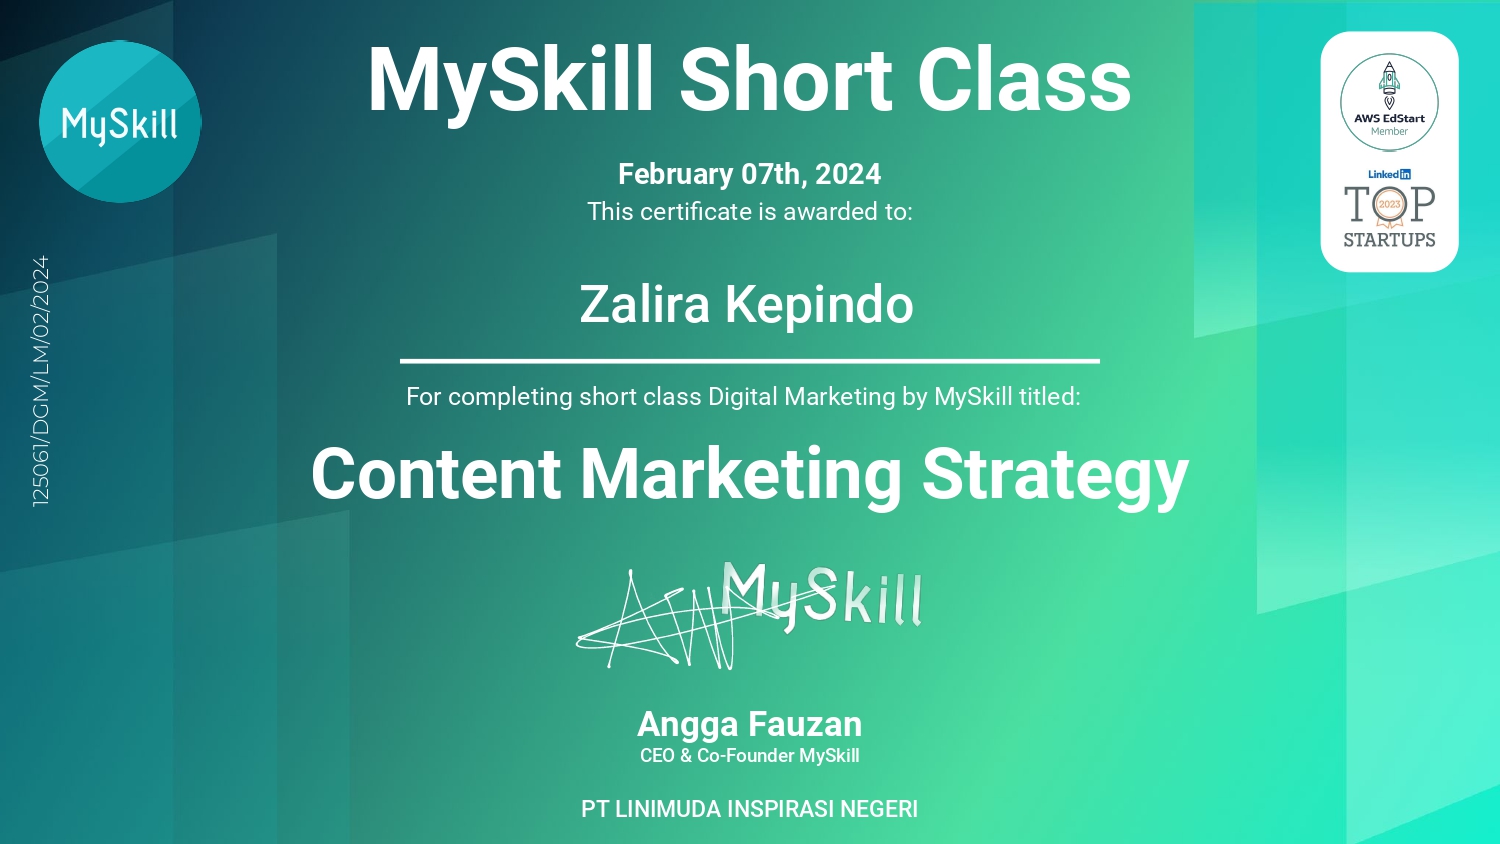 MySkill
MySkill Short Class
AWS EdStart
Member
LinkedIn
TOP
2023
STARTUPS
February 07th, 2024
This certificate is awarded to:
Zalira Kepindo
125061/DGM/LM/02/2024
For completing short class Digital Marketing by MySkill titled:
Content Marketing Strategy
MySkill
Angga Fauzan
CEO & Co-Founder MySkill
PT LINIMUDA INSPIRASI NEGERI